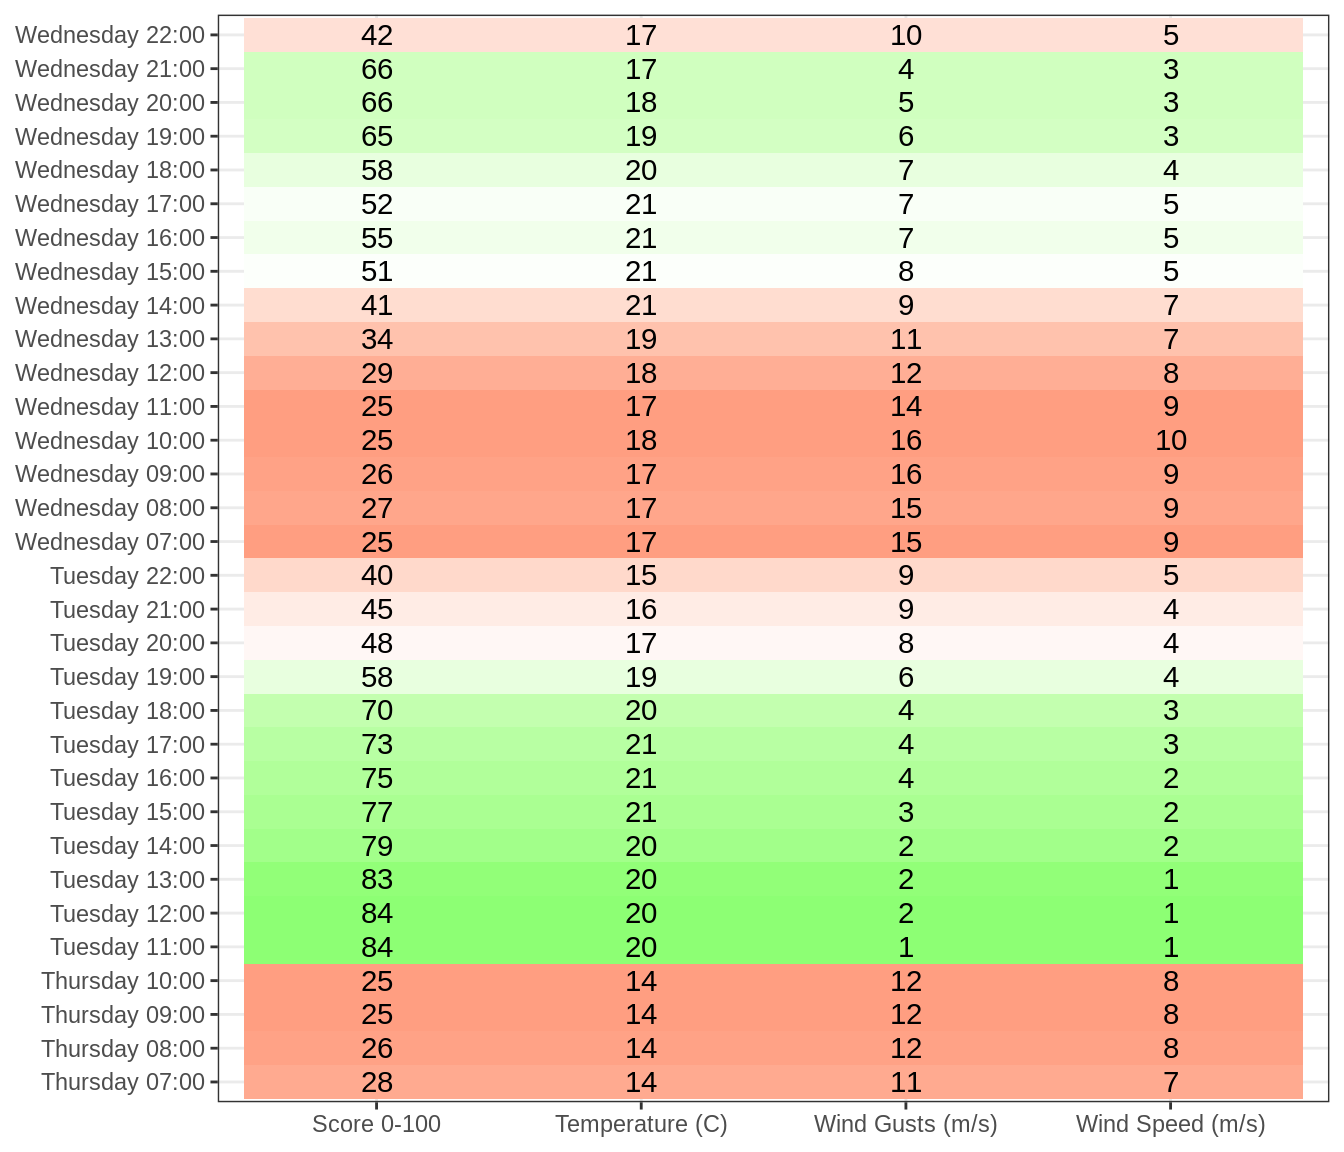 Wednesday 22:00 42 17 10 5
Wednesday 21:00 66 17 4 3
Wednesday 20:00 66 18 5 3
Wednesday 19:00 65 19 6 3
Wednesday 18:00 58 20 7 4
Wednesday 17:00 52 21 7 5
Wednesday 16:00 55 21 7 5
Wednesday 15:00 51 21 8 5
Wednesday 14:00 41 21 9 7
Wednesday 13:00 34 19 11 7
Wednesday 12:00 29 18 12 8
Wednesday 11:00 25 17 14 9
Wednesday 10:00 25 18 16 10
Wednesday 09:00 26 17 16 9
Wednesday 08:00 27 17 15 9
Wednesday 07:00 25 17 15 9
Tuesday 22:00 40 15 9 5
Tuesday 21:00 45 16 9 4
Tuesday 20:00 48 17 8 4
Tuesday 19:00 58 19 6 4
Tuesday 18:00 70 20 4 3
Tuesday 17:00 73 21 4 3
Tuesday 16:00 75 21 4 2
Tuesday 15:00 77 21 3 2
Tuesday 14:00 79 20 2 2
Tuesday 13:00 83 20 2 1
Tuesday 12:00 84 20 2 1
Tuesday 11:00 84 20 1 1
Thursday 10:00 25 14 12 8
Thursday 09:00 25 14 12 8
Thursday 08:00 26 14 12 8
Thursday 07:00 28 14 11 7
Score 0-100 Temperature (C) Wind Gusts (m/s) Wind Speed (m/s)